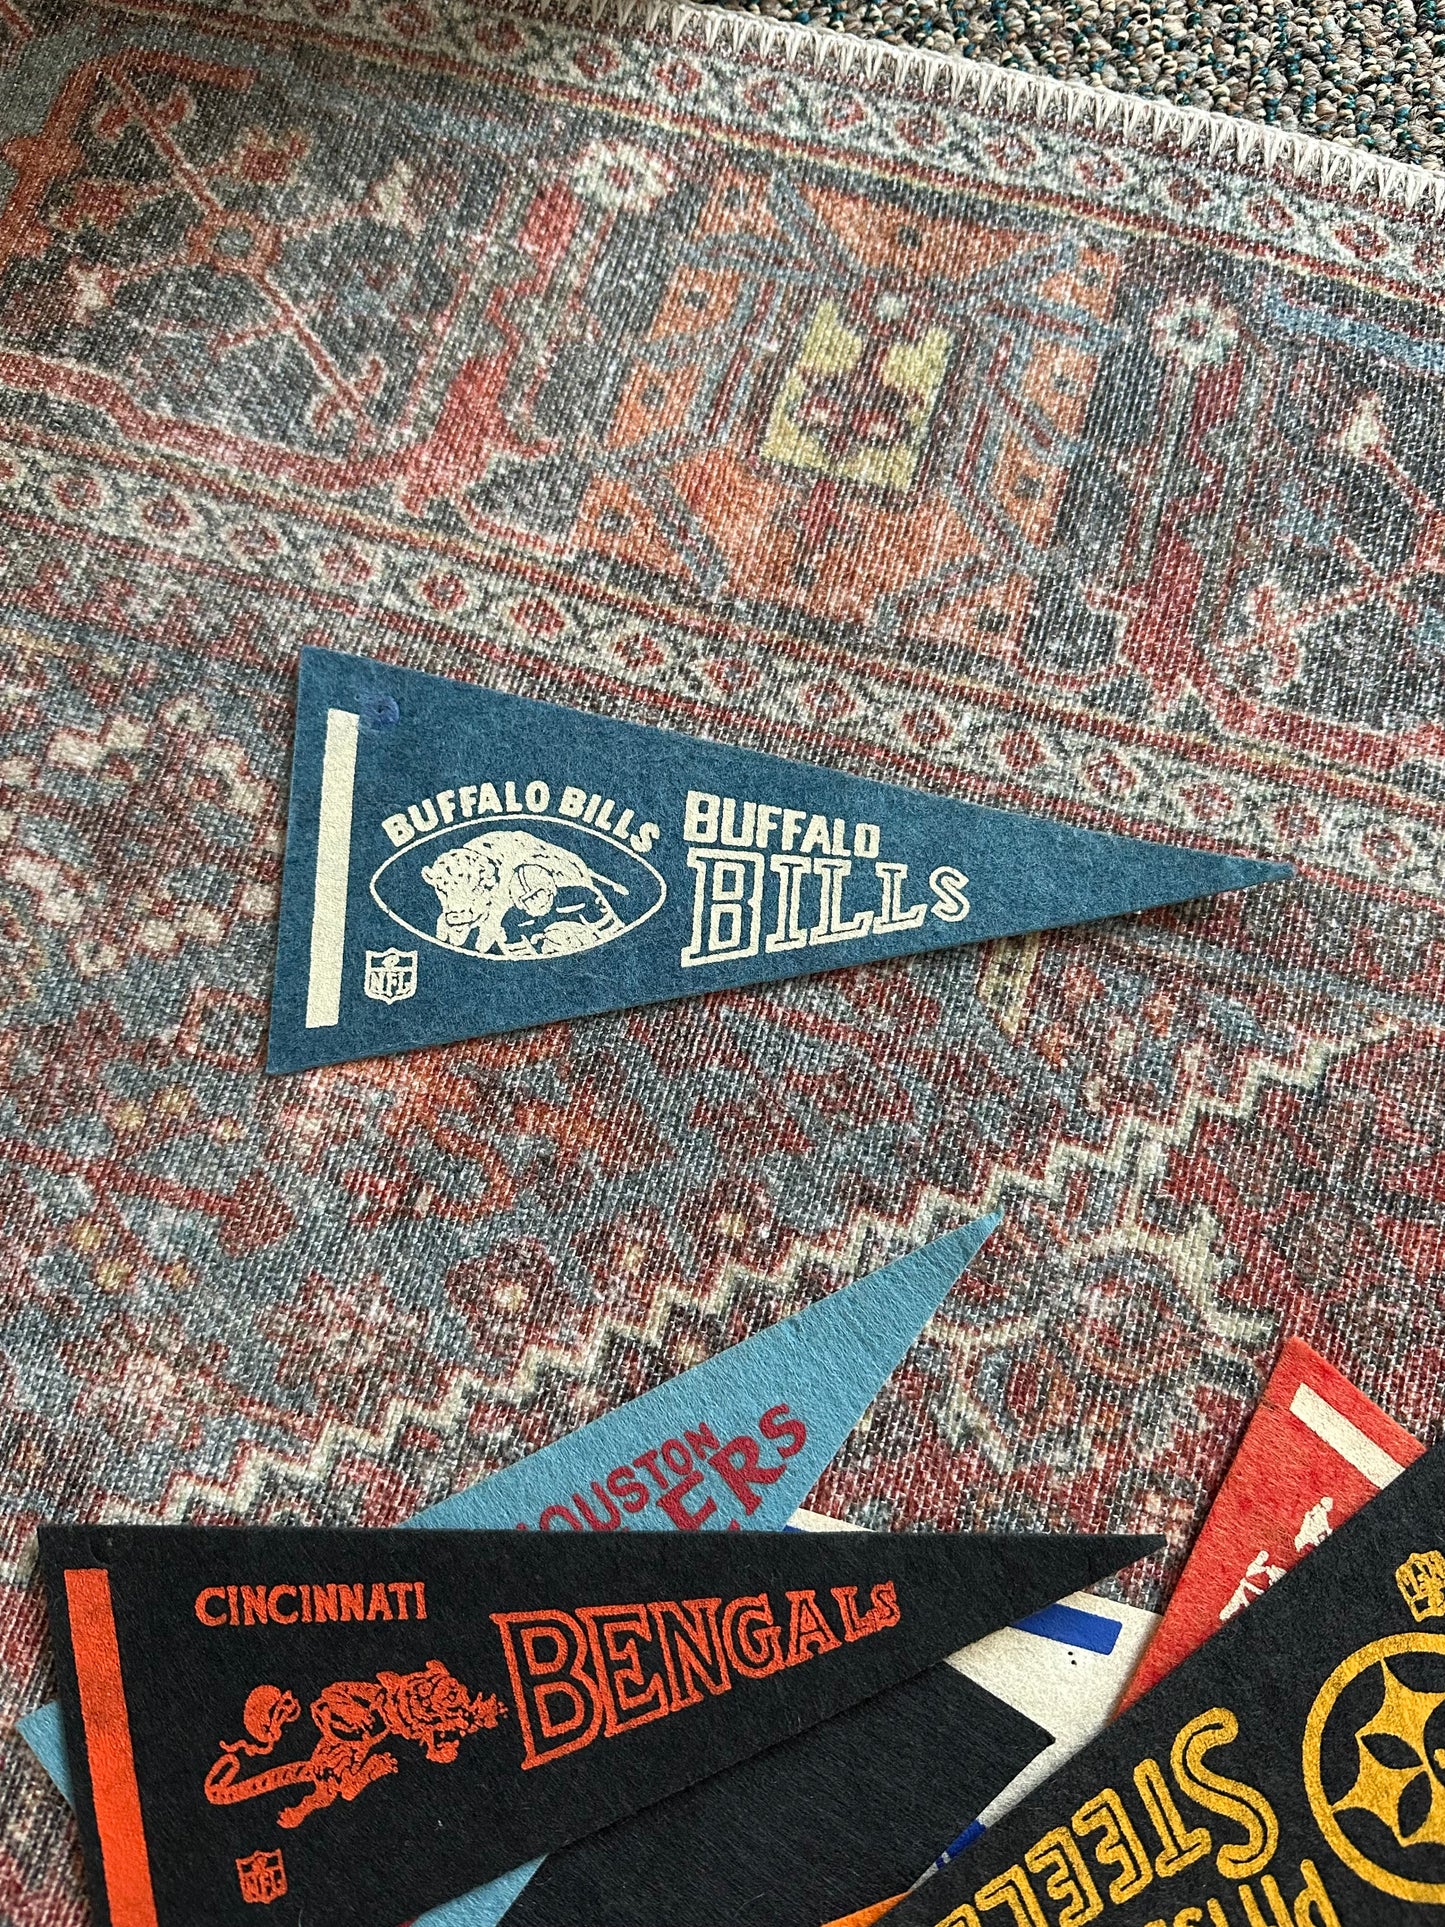 BUFFALO BILLS
BUFFALO
BILLS
NFL
HOUSTON
CINCINNATI
BENGALS
NFL